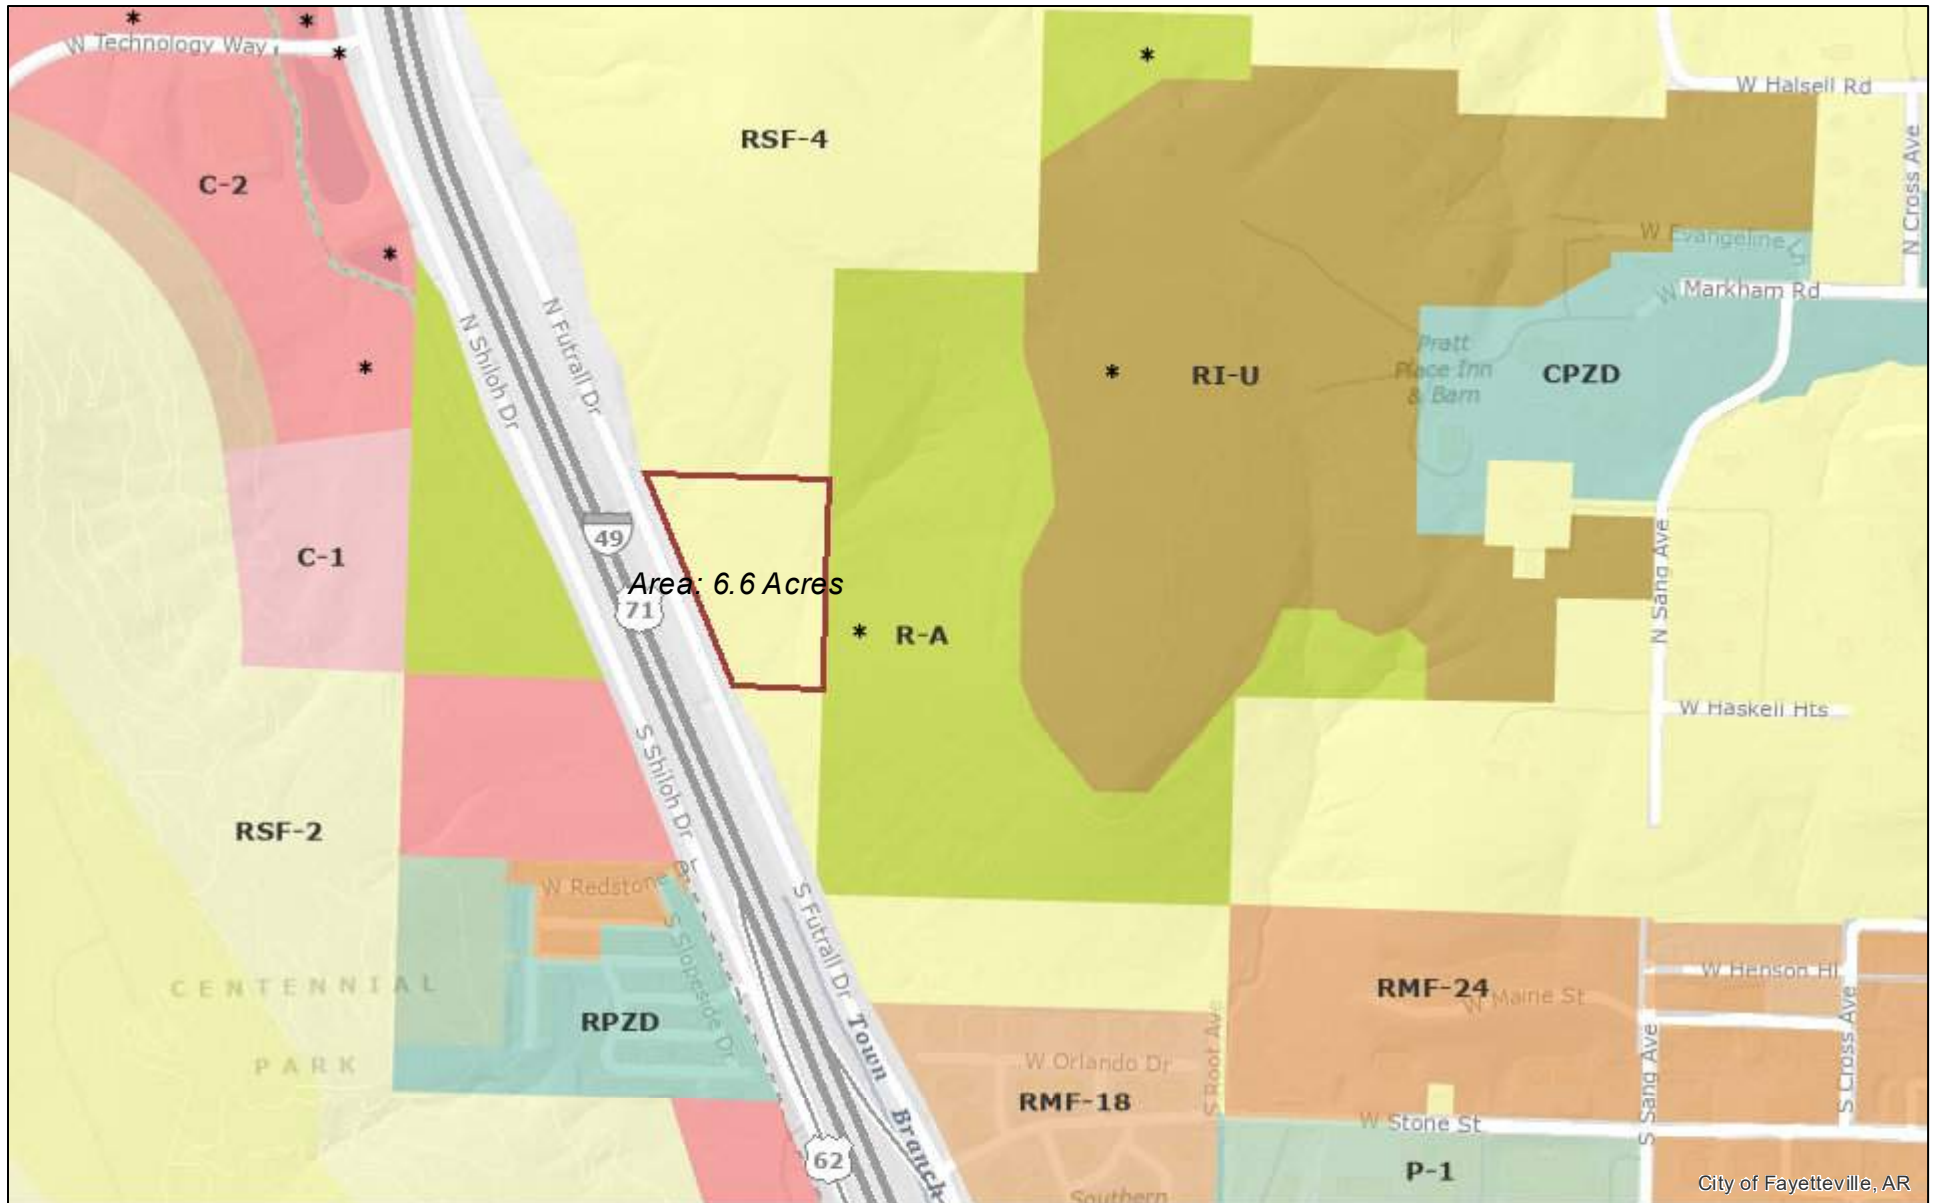 W Technology Way
W Halsell Rd
RSF-4
C-2
N Cross Ave
W Evangeline Ln
W Markham Rd
N Futrall Dr
N Shiloh Dr
Pratt
Place Inn
& Barn
RI-U
CPZD
49
C-1
Area: 6.6 Acres
71
N Sang Ave
R-A
W Haskell Hts
S Shiloh Dr
RSF-2
W Redstone
S Slopeside Dr
S Futrall Dr
CENTENNIAL
PARK
RPZD
Town Branch
W Henson Hl
RMF-24
W Maine St
S Root Ave
W Orlando Dr
RMF-18
S Sang Ave
S Cross Ave
W Stone St
62
P-1
Southern
City of Fayetteville, AR